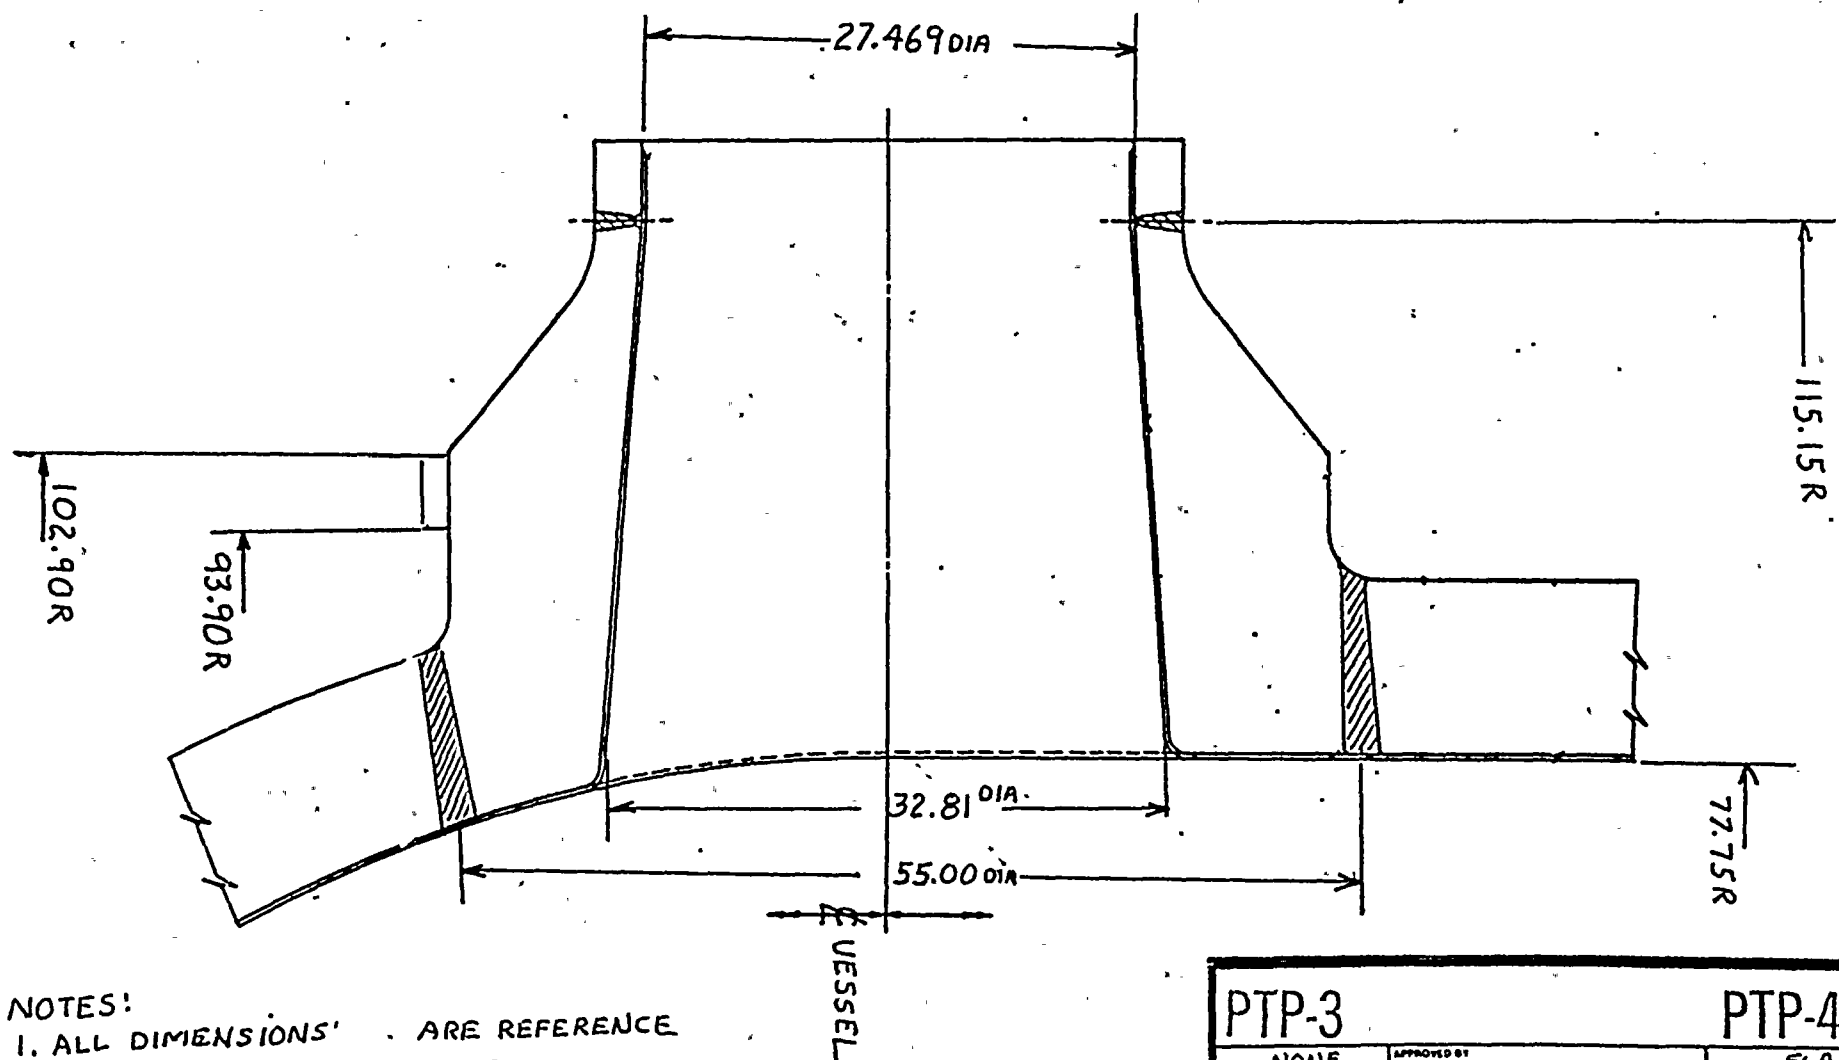 27.469 DIA
115.15 R
102.90 R
93.90 R
32.81 DIA.
77.75 R
55.00 DIA
℄ VESSEL
NOTES:
1. ALL DIMENSIONS ARE REFERENCE
PTP-3 PTP-4
NONE APPROVED BY